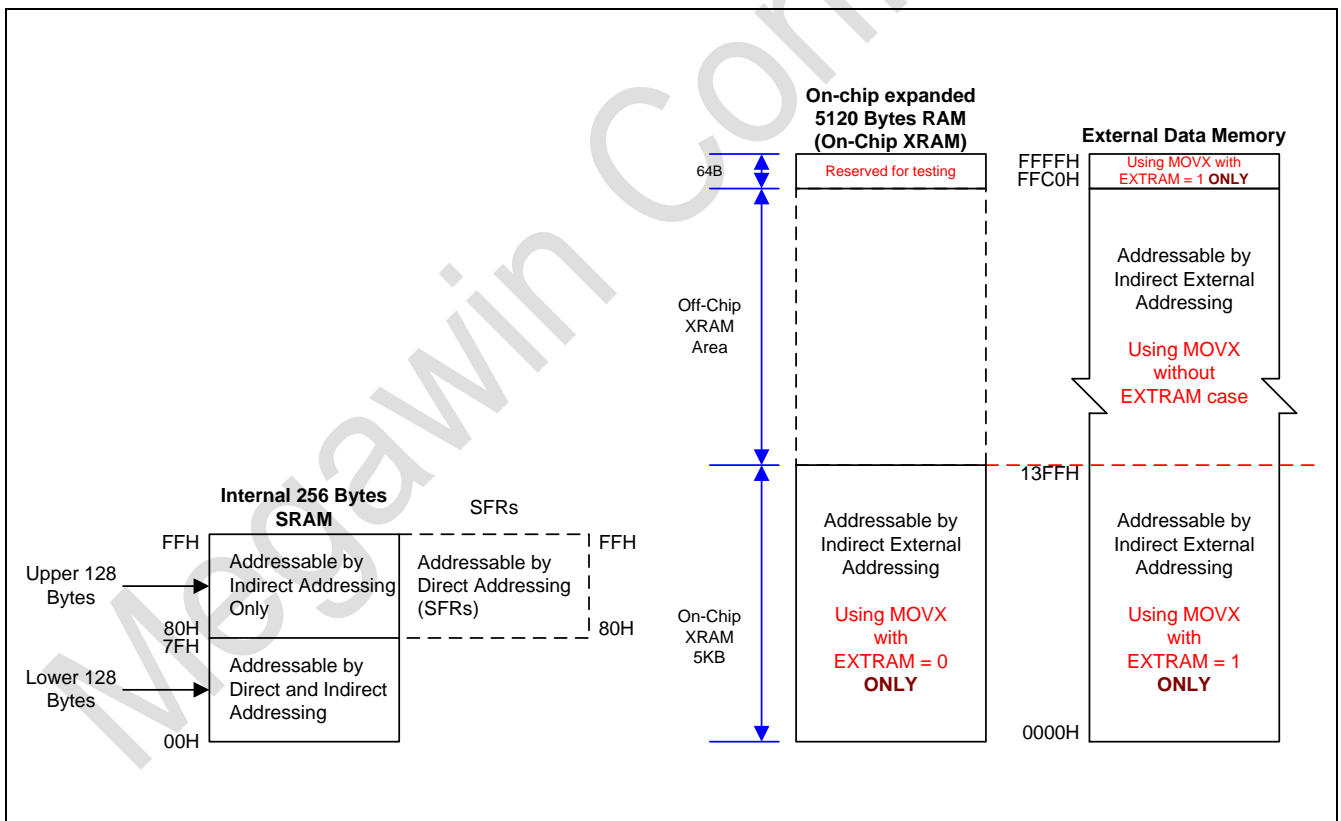 Megawin Con
On-chip expanded
5120 Bytes RAM
(On-Chip XRAM)
External Data Memory
64B
Reserved for testing
FFFFH
FFC0H
Using MOVX with
EXTRAM = 1 ONLY
Off-Chip
XRAM
Area
Addressable by
Indirect External
Addressing
Using MOVX
without
EXTRAM case
13FFH
Internal 256 Bytes
SRAM
SFRs
FFH
Addressable by
Indirect Addressing
Only
Addressable by
Direct Addressing
(SFRs)
FFH
Upper 128
Bytes
80H
80H
7FH
Lower 128
Bytes
Addressable by
Direct and Indirect
Addressing
00H
On-Chip
XRAM
5KB
Addressable by
Indirect External
Addressing
Using MOVX
with
EXTRAM = 0
ONLY
Addressable by
Indirect External
Addressing
Using MOVX
with
EXTRAM = 1
ONLY
0000H